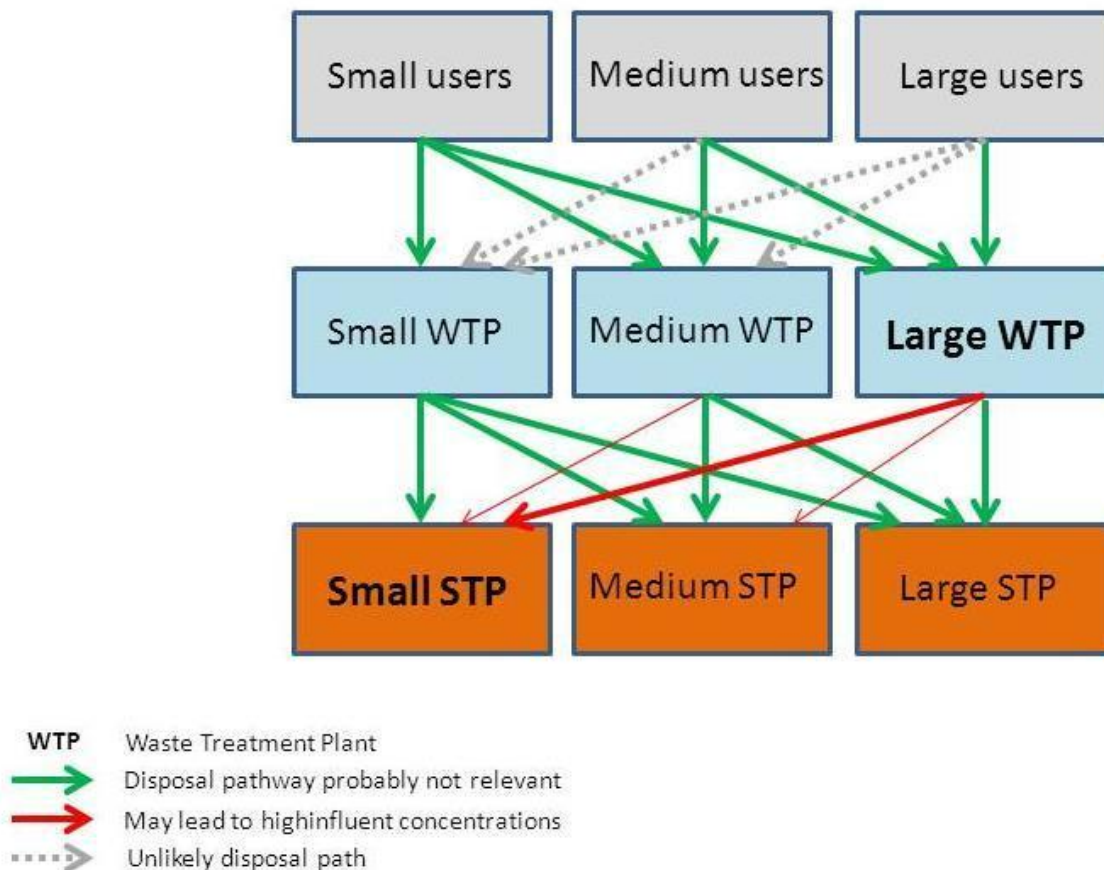 Small users
Medium users
Large users
Small WTP
Medium WTP
Large WTP
Small STP
Medium STP
Large STP
WTP Waste Treatment Plant
Disposal pathway probably not relevant
May lead to highinfluent concentrations
Unlikely disposal path